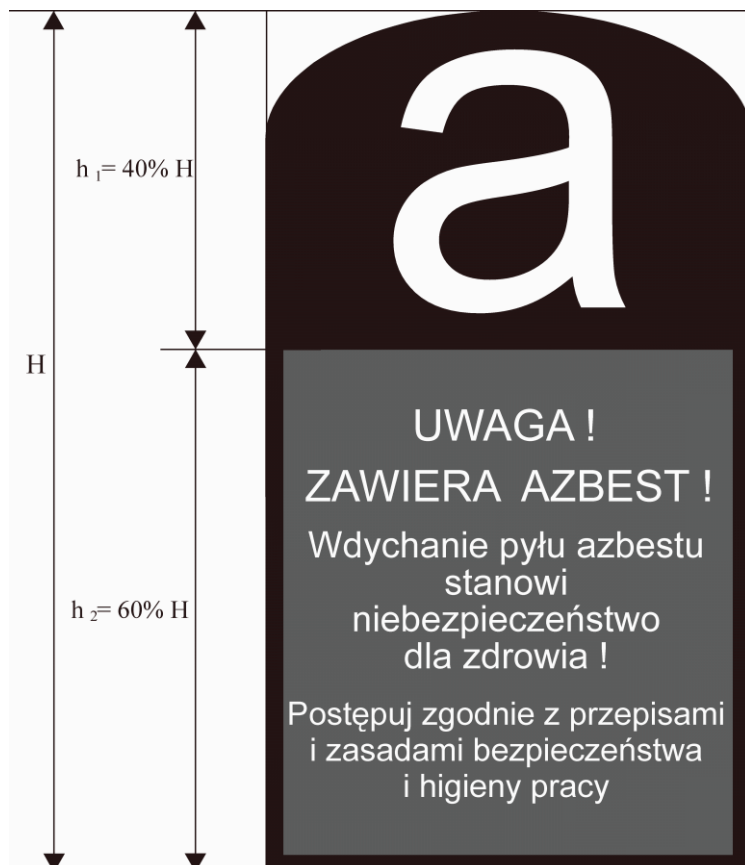 a
h 1= 40% H
H
h 2= 60% H
UWAGA !
ZAWIERA AZBEST !
Wdychanie pyłu azbestu
stanowi
niebezpieczeństwo
dla zdrowia !
Postępuj zgodnie z przepisami
i zasadami bezpieczeństwa
i higieny pracy